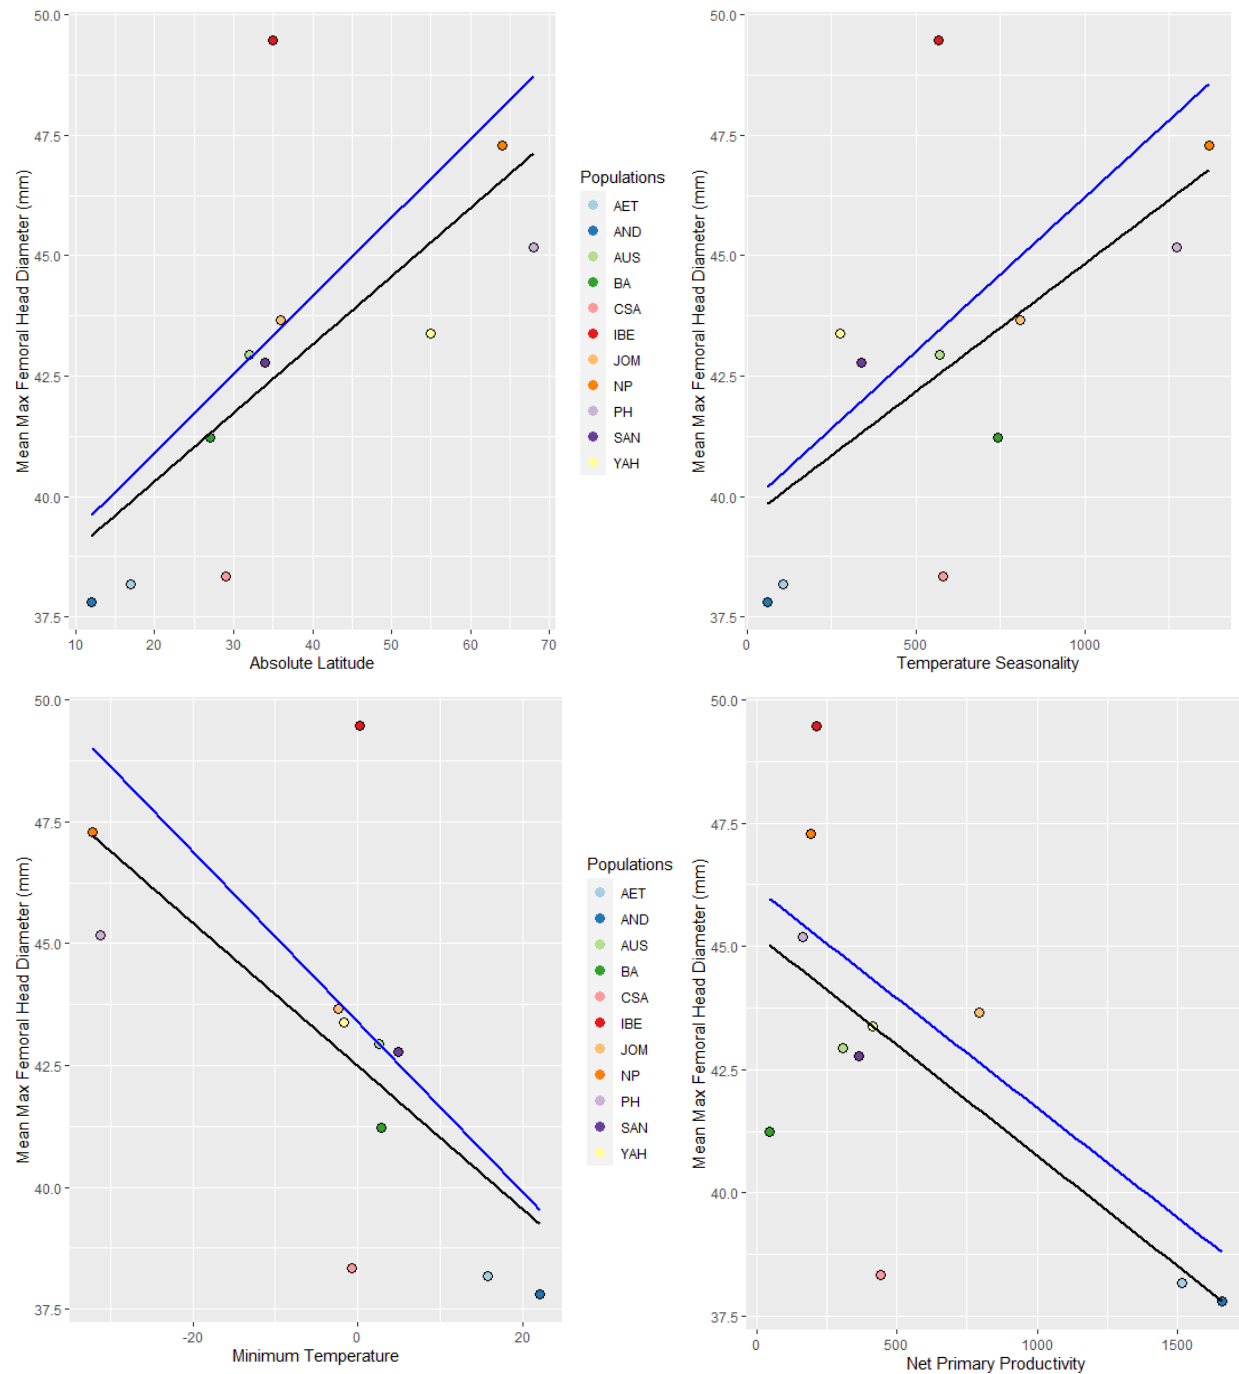 50.0
47.5
45.0
42.5
40.0
37.5
Mean Max Femoral Head Diameter (mm)
10 20 30 40 50 60 70
Absolute Latitude
Populations
AET
AND
AUS
BA
CSA
IBE
JOM
NP
PH
SAN
YAH
50.0
47.5
45.0
42.5
40.0
37.5
Mean Max Femoral Head Diameter (mm)
0 500 1000
Temperature Seasonality
50.0
47.5
45.0
42.5
40.0
37.5
Mean Max Femoral Head Diameter (mm)
-20 0 20
Minimum Temperature
Populations
AET
AND
AUS
BA
CSA
IBE
JOM
NP
PH
SAN
YAH
50.0
47.5
45.0
42.5
40.0
37.5
Mean Max Femoral Head Diameter (mm)
0 500 1000 1500
Net Primary Productivity